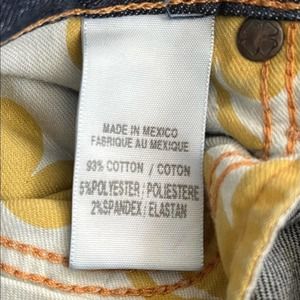 MADE IN MEXICO
FABRIQUE AU MEXIQUE
93% COTTON / COTON
5%POLYESTER / POLIESTERE
2%SPANDEX / ELASTAN